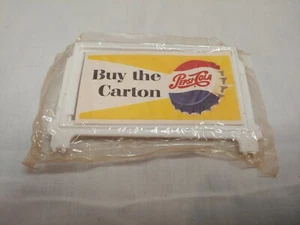 Buy the
Carton
PEPSI-COLA